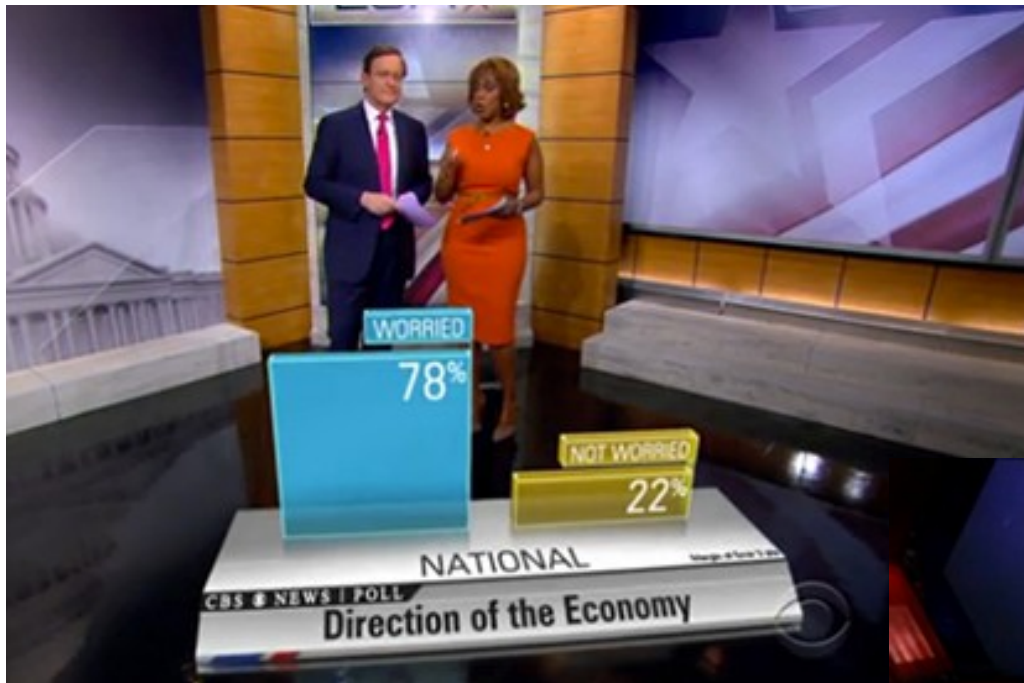 WORRIED
78%
NOT WORRIED
22%
NATIONAL
CBS NEWS | POLL
Direction of the Economy